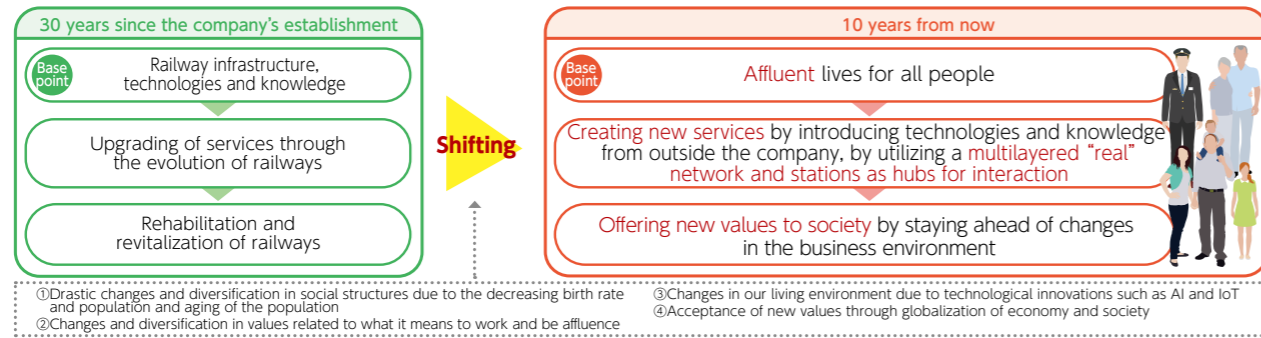 30 years since the company's establishment
Base
point
Railway infrastructure,
technologies and knowledge
Upgrading of services through
the evolution of railways
Rehabilitation and
revitalization of railways
Shifting
10 years from now
Base
point
Affluent lives for all people
Creating new services by introducing technologies and knowledge
from outside the company, by utilizing a multilayered “real”
network and stations as hubs for interaction
Offering new values to society by staying ahead of changes
in the business environment
①Drastic changes and diversification in social structures due to the decreasing birth rate
and population and aging of the population
②Changes and diversification in values related to what it means to work and be affluence
③Changes in our living environment due to technological innovations such as AI and IoT
④Acceptance of new values through globalization of economy and society